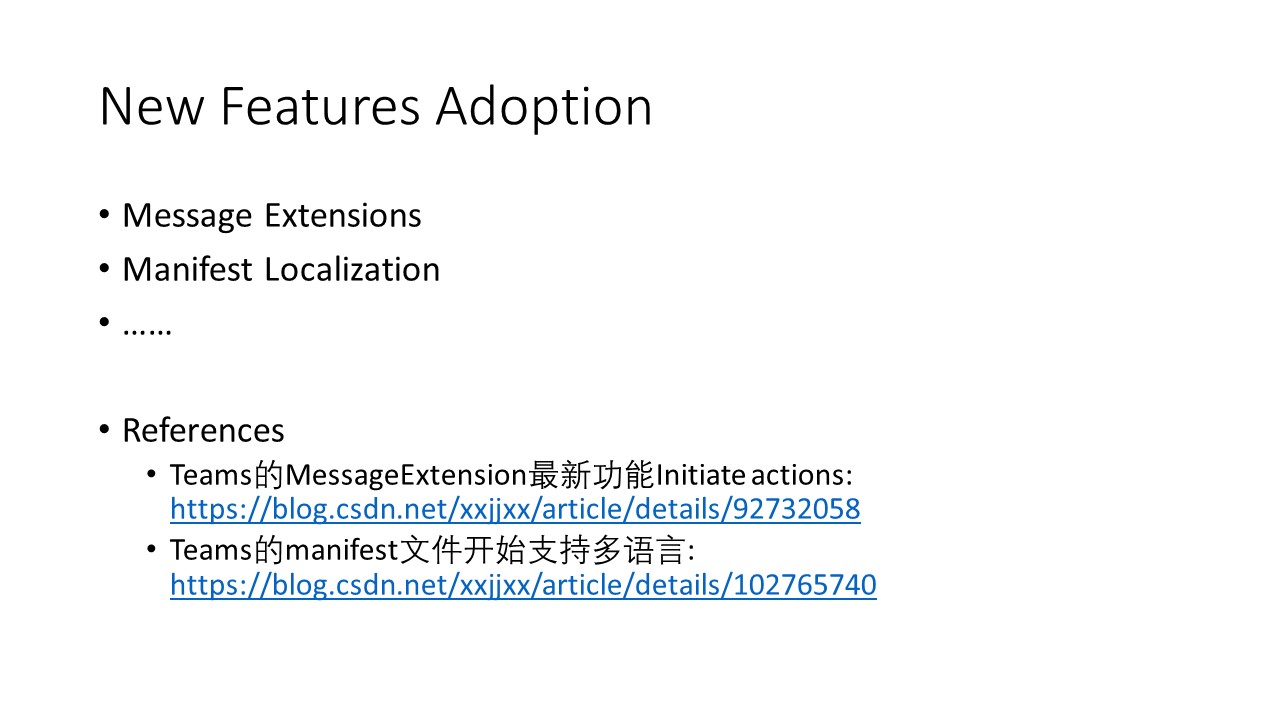 New Features Adoption
• Message Extensions
• Manifest Localization
• ……
• References
• Teams的MessageExtension最新功能Initiate actions:
https://blog.csdn.net/xxjjxx/article/details/92732058
• Teams的manifest文件开始支持多语言:
https://blog.csdn.net/xxjjxx/article/details/102765740